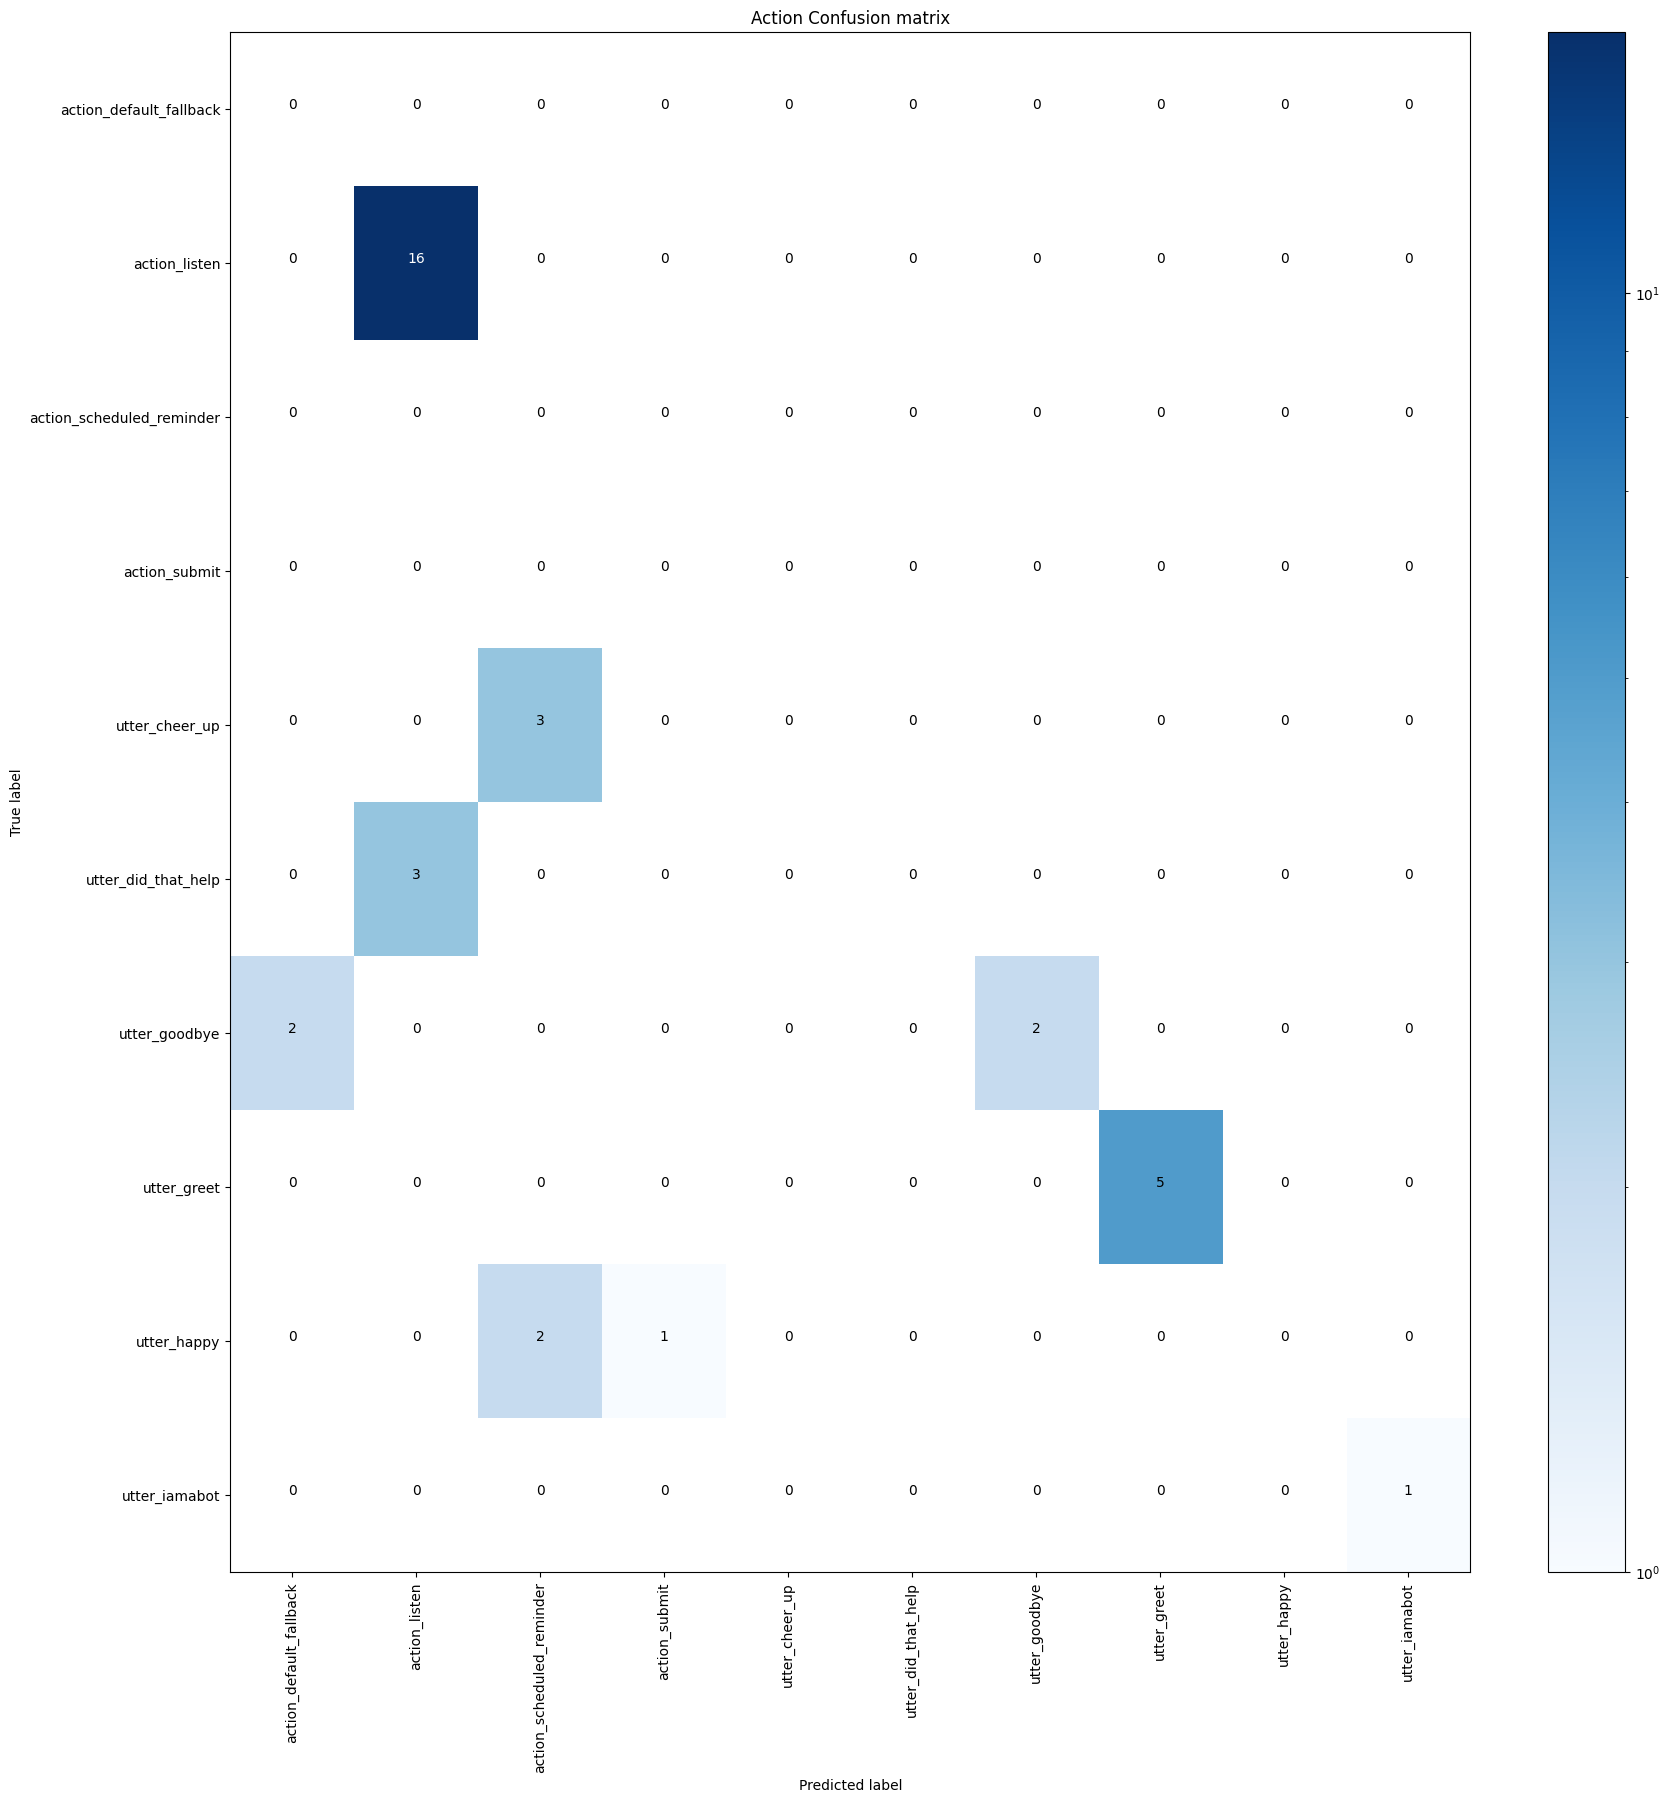 Action Confusion matrix
action_default_fallback 0 0 0 0 0 0 0 0 0 0
action_listen 0 16 0 0 0 0 0 0 0 0
action_scheduled_reminder 0 0 0 0 0 0 0 0 0 0
action_submit 0 0 0 0 0 0 0 0 0 0
utter_cheer_up 0 0 3 0 0 0 0 0 0 0
utter_did_that_help 0 3 0 0 0 0 0 0 0 0
utter_goodbye 2 0 0 0 0 0 2 0 0 0
utter_greet 0 0 0 0 0 0 0 5 0 0
utter_happy 0 0 2 1 0 0 0 0 0 0
utter_iamabot 0 0 0 0 0 0 0 0 0 1
True label
action_default_fallback
action_listen
action_scheduled_reminder
action_submit
utter_cheer_up
utter_did_that_help
utter_goodbye
utter_greet
utter_happy
utter_iamabot
Predicted label
10¹
10⁰